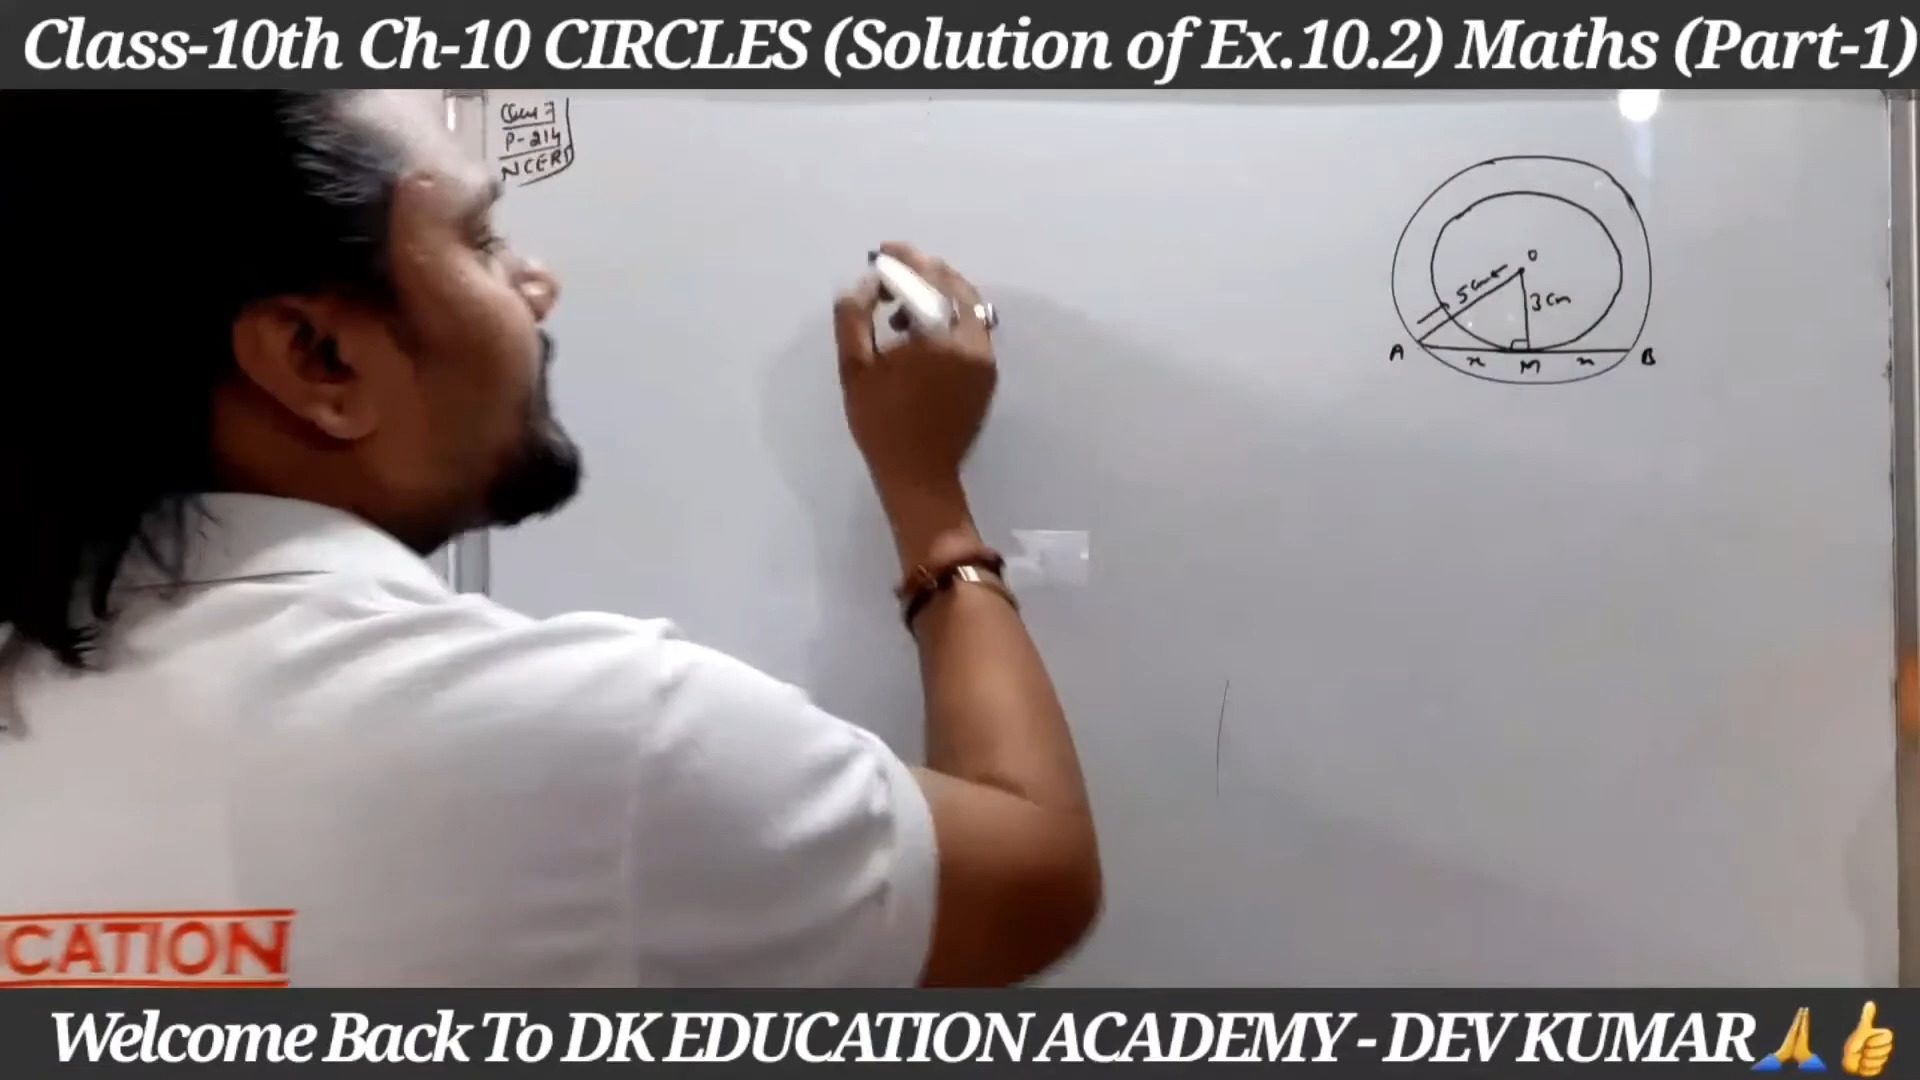 Class-10th Ch-10 CIRCLES (Solution of Ex.10.2) Maths (Part-1)
7
P-214
NCERT
O
5cm
3cm
A x M x B
CATION
Welcome Back To DK EDUCATION ACADEMY - DEV KUMAR🙏👍